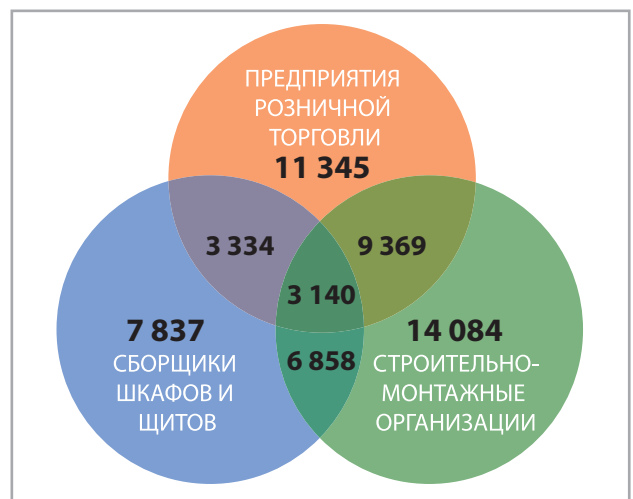 ПРЕДПРИЯТИЯ
РОЗНИЧНОЙ
ТОРГОВЛИ
11 345
3 334
9 369
3 140
7 837
СБОРЩИКИ
ШКАФОВ И
ЩИТОВ
6 858
14 084
СТРОИТЕЛЬНО-
МОНТАЖНЫЕ
ОРГАНИЗАЦИИ